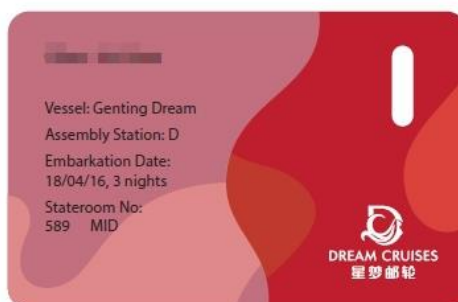 Vessel: Genting Dream
Assembly Station: D
Embarkation Date:
18/04/16, 3 nights
Stateroom No:
589 MID
DREAM CRUISES
星梦邮轮